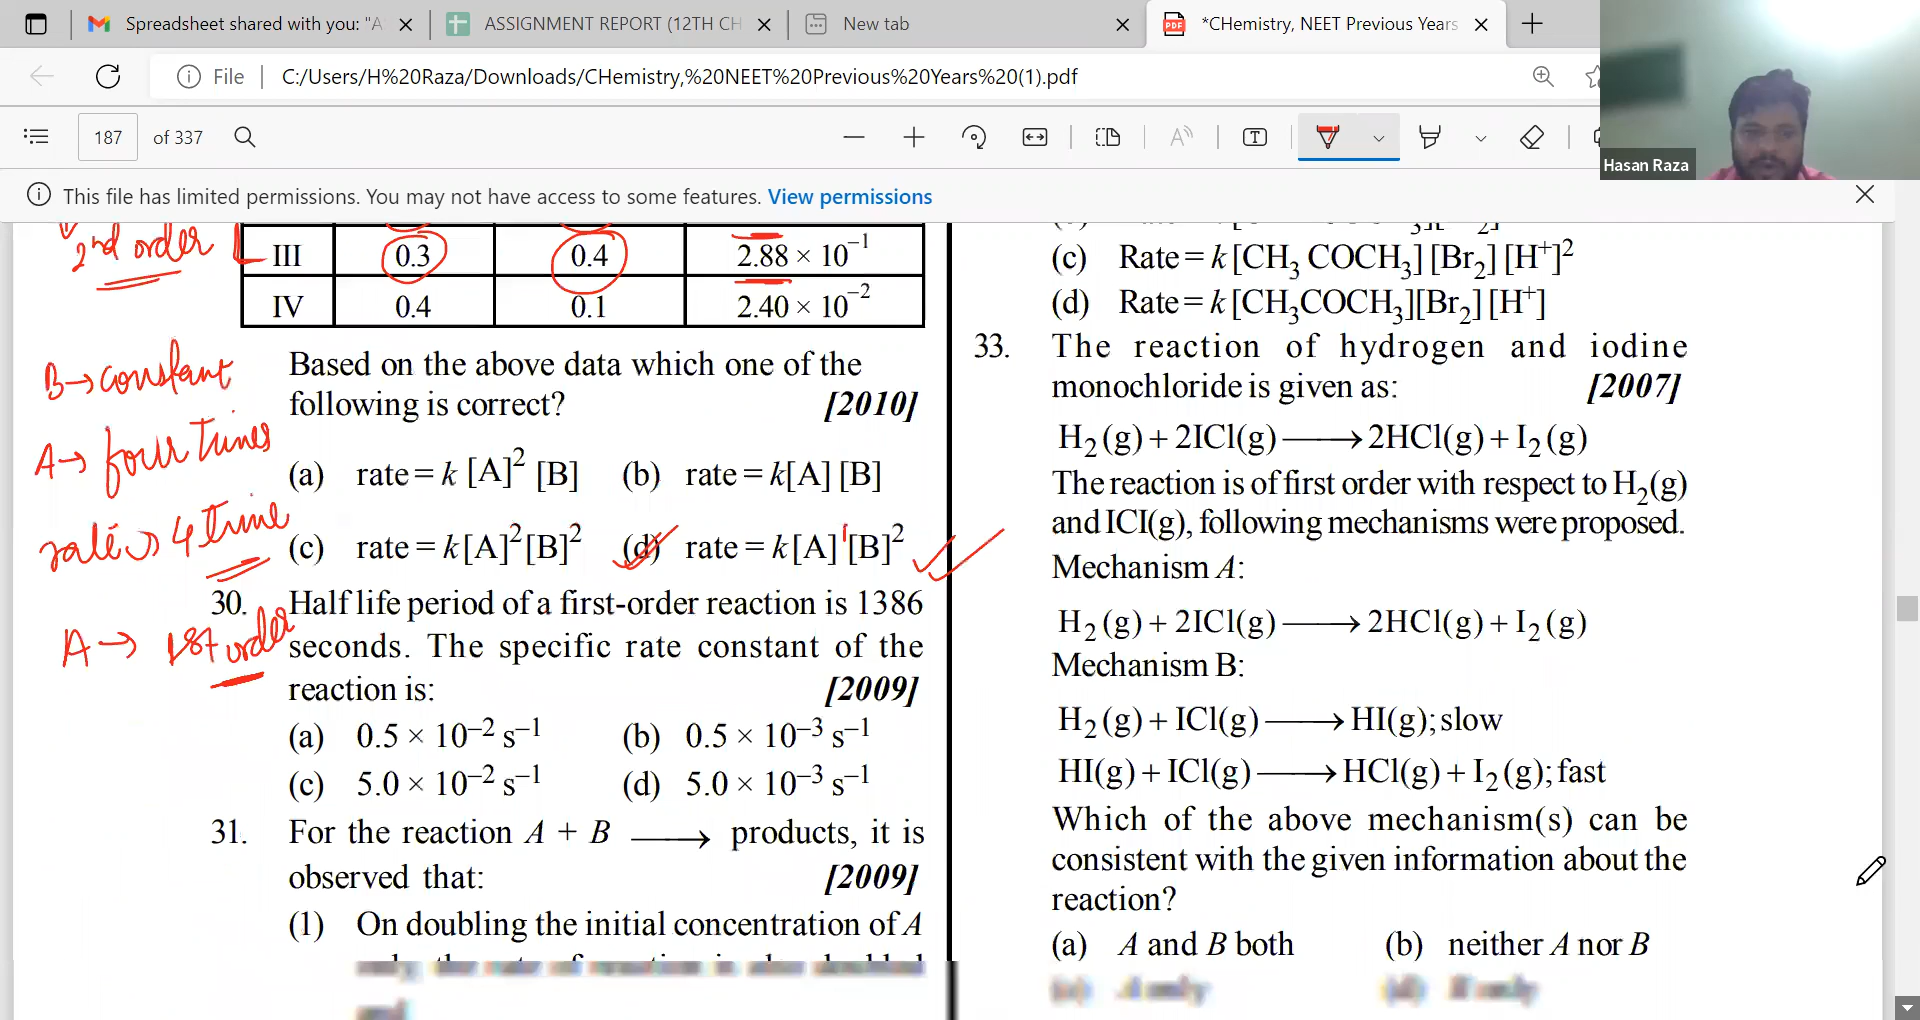 Spreadsheet shared with you: "A
ASSIGNMENT REPORT (12TH CH
New tab
*CHemistry, NEET Previous Years
File
C:/Users/H%20Raza/Downloads/CHemistry,%20NEET%20Previous%20Years%20(1).pdf
187 of 337
Hasan Raza
This file has limited permissions. You may not have access to some features. View permissions
2nd order
III 0.3 0.4 2.88 × 10⁻¹
IV 0.4 0.1 2.40 × 10⁻²
B→constant
A→ four times
rate 4 time
A→ 1st order
Based on the above data which one of the
following is correct? [2010]
(a) rate = k [A]² [B] (b) rate = k[A] [B]
(c) rate = k[A]²[B]² (d) rate = k[A]¹[B]²
30. Half life period of a first-order reaction is 1386
seconds. The specific rate constant of the
reaction is: [2009]
(a) 0.5 × 10⁻² s⁻¹ (b) 0.5 × 10⁻³ s⁻¹
(c) 5.0 × 10⁻² s⁻¹ (d) 5.0 × 10⁻³ s⁻¹
31. For the reaction A + B ⟶ products, it is
observed that: [2009]
(1) On doubling the initial concentration of A
(c) Rate = k [CH₃ COCH₃] [Br₂] [H⁺]²
(d) Rate = k [CH₃COCH₃][Br₂] [H⁺]
33. The reaction of hydrogen and iodine
monochloride is given as: [2007]
H₂(g) + 2ICl(g) ⟶ 2HCl(g) + I₂(g)
The reaction is of first order with respect to H₂(g)
and ICI(g), following mechanisms were proposed.
Mechanism A:
H₂(g) + 2ICl(g) ⟶ 2HCl(g) + I₂(g)
Mechanism B:
H₂(g) + ICl(g) ⟶ HI(g); slow
HI(g) + ICl(g) ⟶ HCl(g) + I₂(g); fast
Which of the above mechanism(s) can be
consistent with the given information about the
reaction?
(a) A and B both (b) neither A nor B